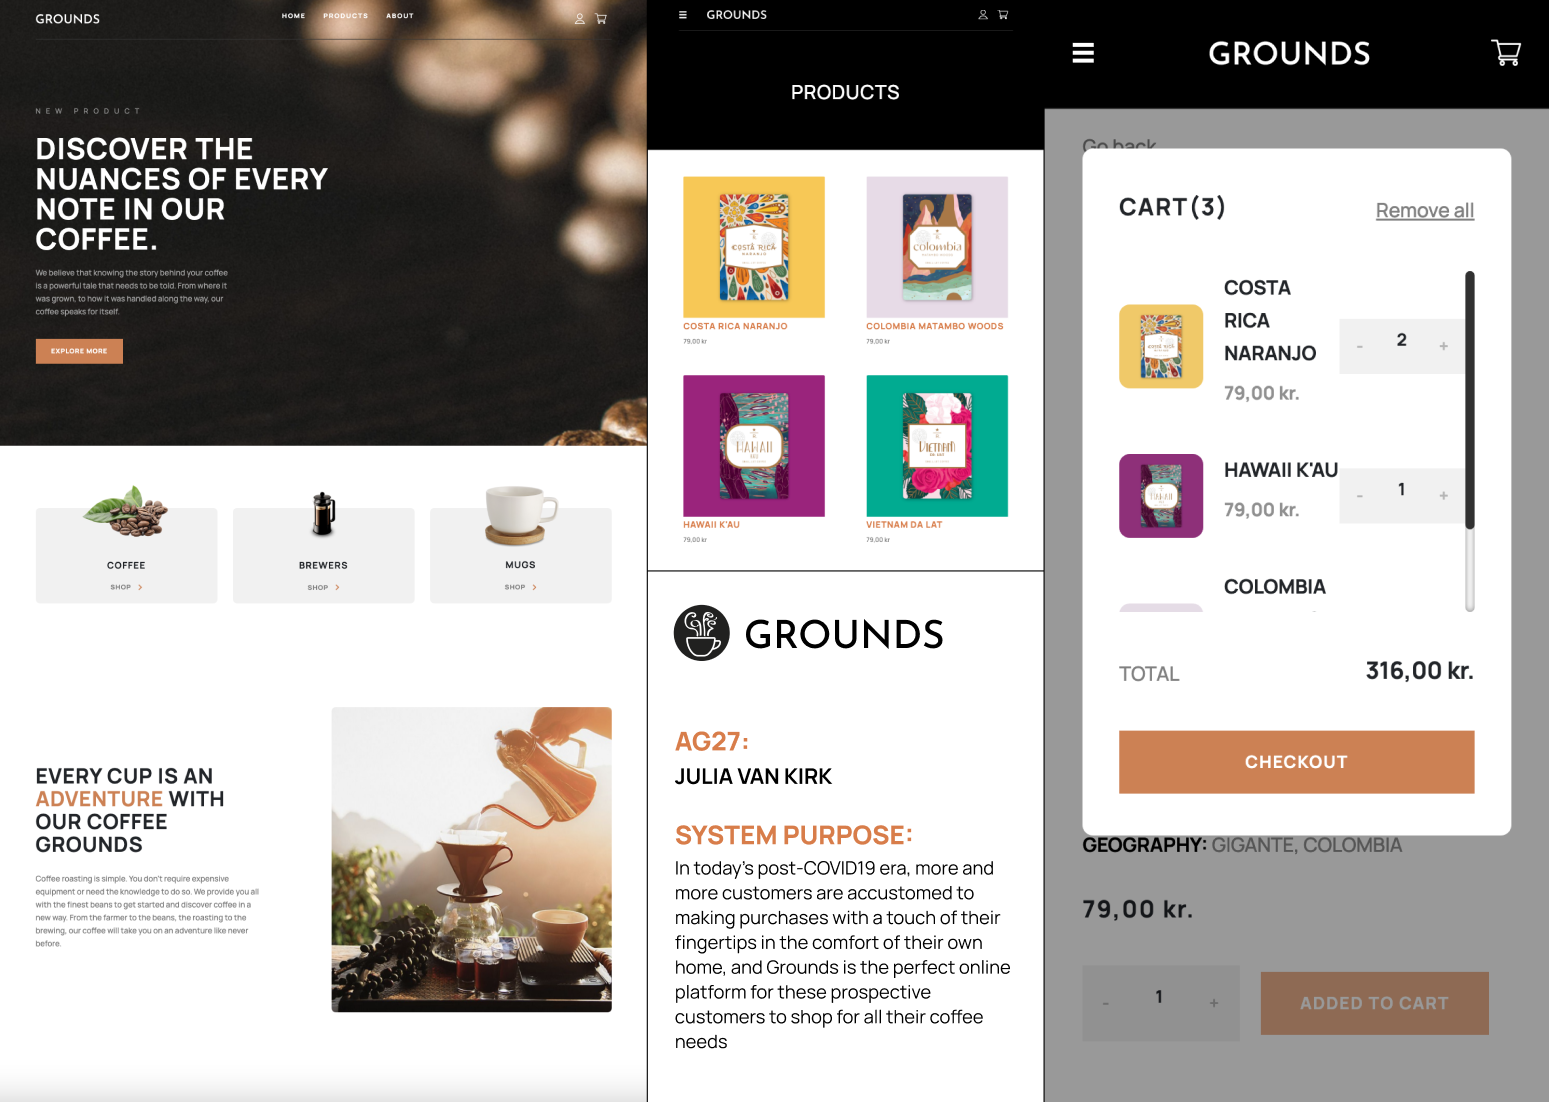 GROUNDS
HOME PRODUCTS ABOUT
NEW PRODUCT
DISCOVER THE
NUANCES OF EVERY
NOTE IN OUR
COFFEE.
We believe that knowing the story behind your coffee
is a powerful tale that needs to be told. From where it
was grown, to how it was handled along the way, our
coffee speaks for itself.
EXPLORE MORE
COFFEE
SHOP >
BREWERS
SHOP >
MUGS
SHOP >
EVERY CUP IS AN
ADVENTURE WITH
OUR COFFEE
GROUNDS
Coffee roasting is simple. You don't require expensive
equipment or need the knowledge to do so. We provide you all
with the finest beans to get started and discover coffee in a
new way. From the farmer to the beans, the roasting to the
brewing, our coffee will take you on an adventure like never
before.
GROUNDS
PRODUCTS
COSTA RICA
NARANJO
COSTA RICA NARANJO
79,00 kr
colombia
COLOMBIA MATAMBO WOODS
79,00 kr
HAWAII
HAWAII K'AU
79,00 kr
VIETNAM
VIETNAM DA LAT
79,00 kr
GROUNDS
AG27:
JULIA VAN KIRK
SYSTEM PURPOSE:
In today's post-COVID19 era, more and
more customers are accustomed to
making purchases with a touch of their
fingertips in the comfort of their own
home, and Grounds is the perfect online
platform for these prospective
customers to shop for all their coffee
needs
GROUNDS
Go back
CART(3)
Remove all
COSTA
RICA
NARANJO
79,00 kr.
- 2 +
HAWAII K'AU
79,00 kr.
- 1 +
COLOMBIA
TOTAL
316,00 kr.
CHECKOUT
GEOGRAPHY: GIGANTE, COLOMBIA
79,00 kr.
- 1 +
ADDED TO CART